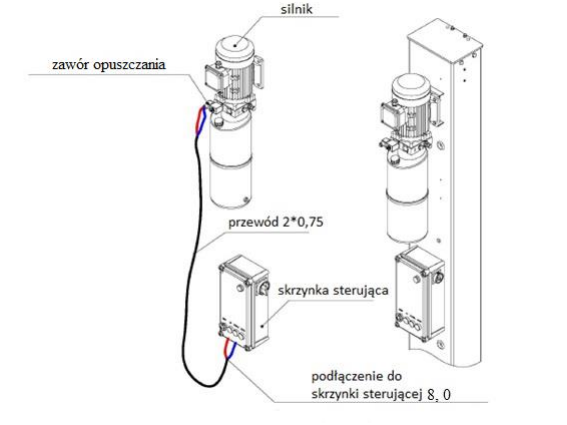 silnik
zawór opuszczania
przewód 2*0,75
skrzynka sterująca
podłączenie do
skrzynki sterującej 8, 0